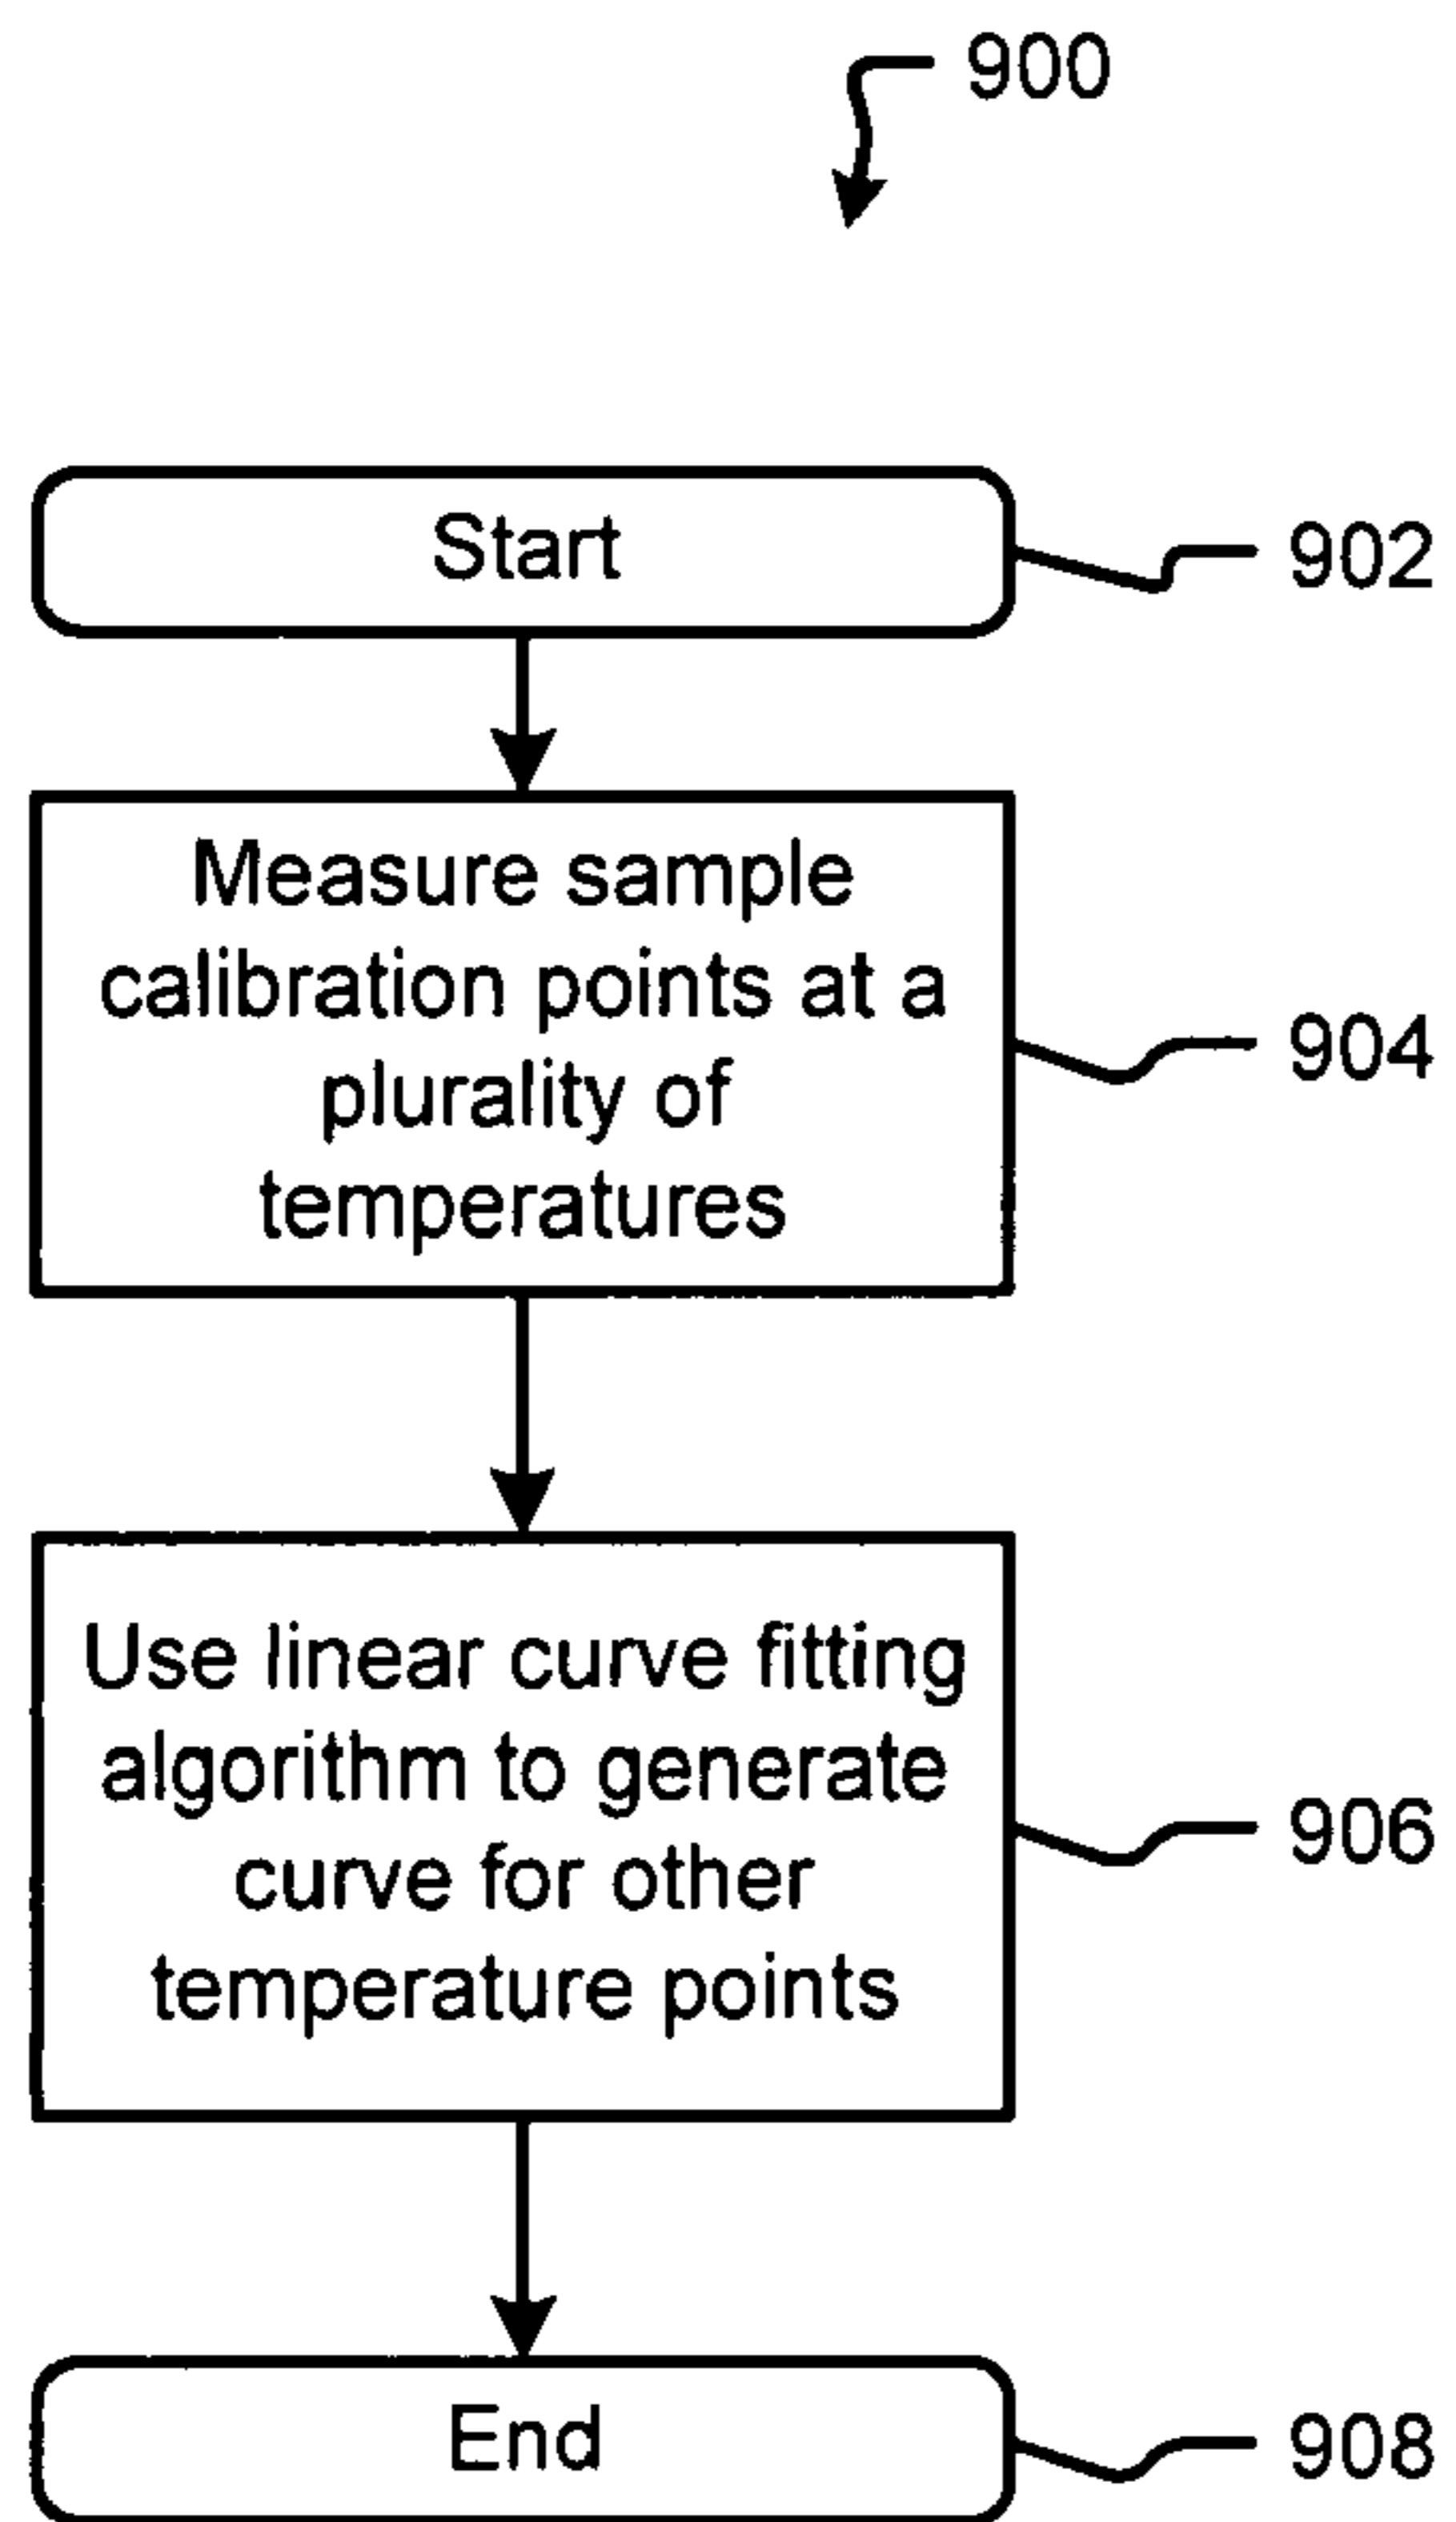 900
Start
902
Measure sample
calibration points at a
plurality of
temperatures
904
Use linear curve fitting
algorithm to generate
curve for other
temperature points
906
End
908